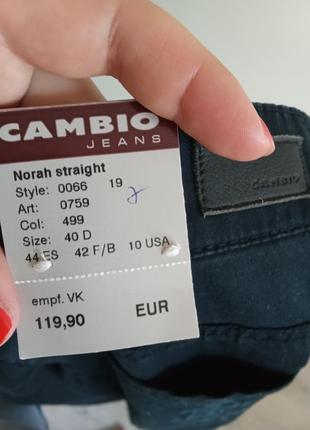 CAMBIO
JEANS
Norah straight
Style: 0066 19
Art: 0759
Col: 499
Size: 40 D
44 ES 42 F/B 10 USA
empf. VK
119,90 EUR
CAMBIO